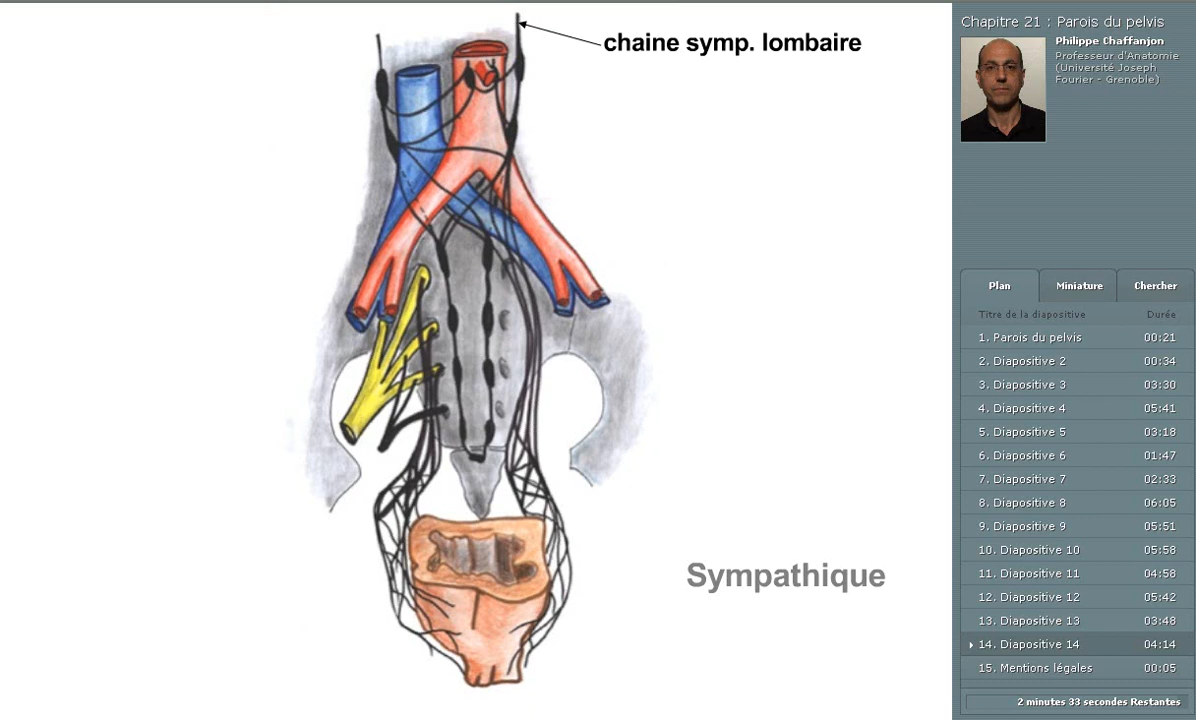 chaine symp. lombaire
Sympathique
Chapitre 21 : Parois du pelvis
Philippe Chaffanjon
Professeur d'Anatomie
(Université Joseph
Fourier - Grenoble)
Plan Miniature Chercher
Titre de la diapositive Durée
1. Parois du pelvis 00:21
2. Diapositive 2 00:34
3. Diapositive 3 03:30
4. Diapositive 4 05:41
5. Diapositive 5 03:18
6. Diapositive 6 01:47
7. Diapositive 7 02:33
8. Diapositive 8 06:05
9. Diapositive 9 05:51
10. Diapositive 10 05:58
11. Diapositive 11 04:58
12. Diapositive 12 05:42
13. Diapositive 13 03:48
14. Diapositive 14 04:14
15. Mentions légales 00:05
2 minutes 33 secondes Restantes